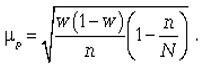 μ_p = √(w(1−w)/n (1−n/N)) .